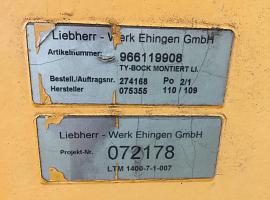 Liebherr - Werk Ehingen GmbH
Artikelnummer: 966119908
TY-BOCK MONTIERT LI.
Bestell./Auftragsnr. 274168 Po 2/1
Hersteller 075355 110 / 109
Liebherr - Werk Ehingen GmbH
Projekt-Nr. 072178
LTM 1400-7-1-007